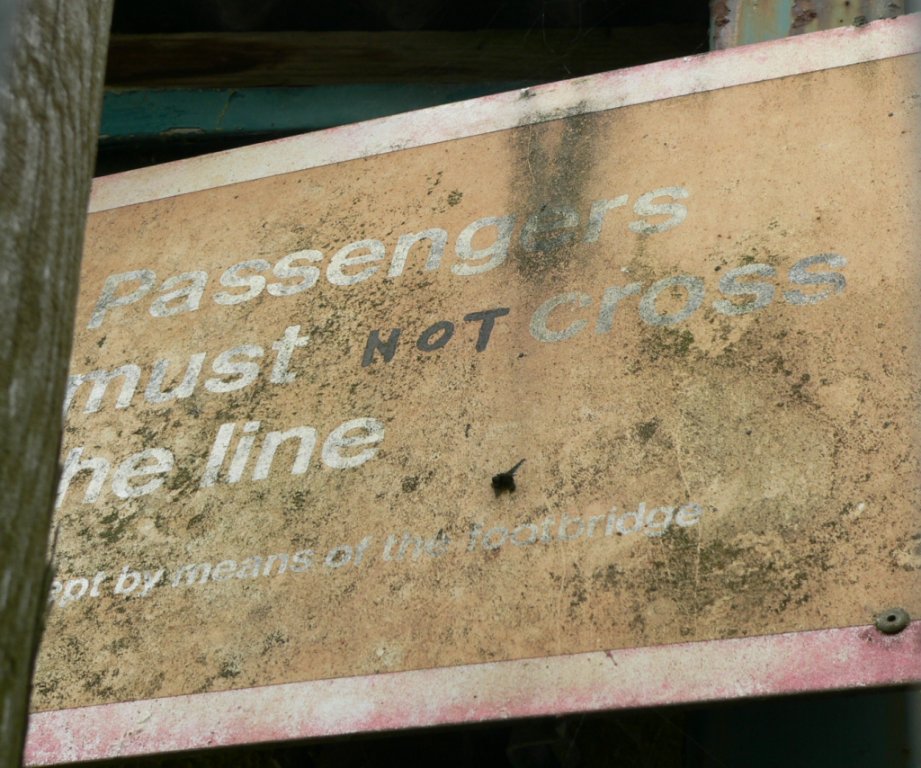 Passengers
must NOT cross
he line
ept by means of the footbridge